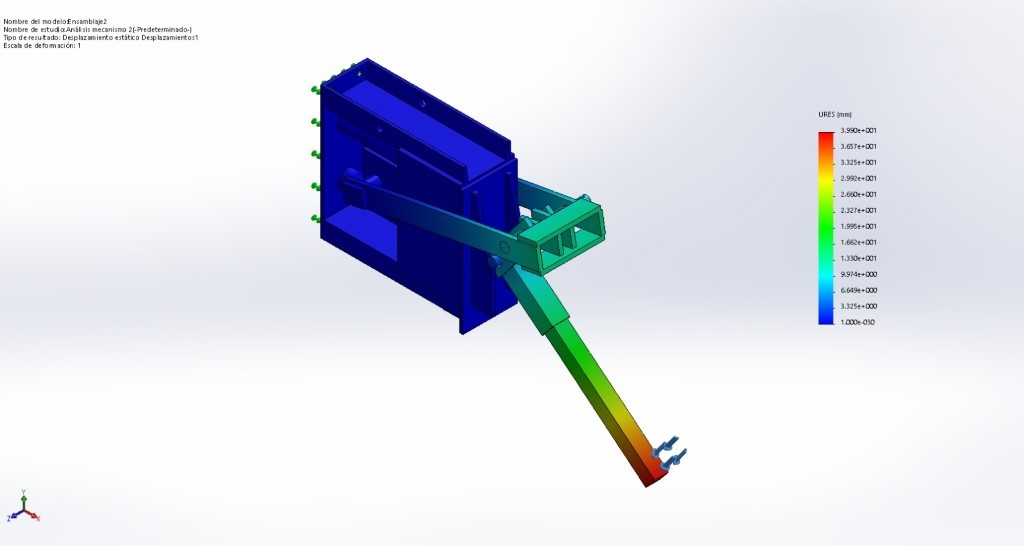 Nombre del modelo:Ensamblaje2
Nombre de estudio:Análisis mecanismo 2(-Predeterminado-)
Tipo de resultado: Desplazamiento estático Desplazamientos1
Escala de deformación: 1
URES (mm)
3.990e+001
3.657e+001
3.325e+001
2.992e+001
2.660e+001
2.327e+001
1.995e+001
1.662e+001
1.330e+001
9.974e+000
6.649e+000
3.325e+000
1.000e-030
Y
Z X